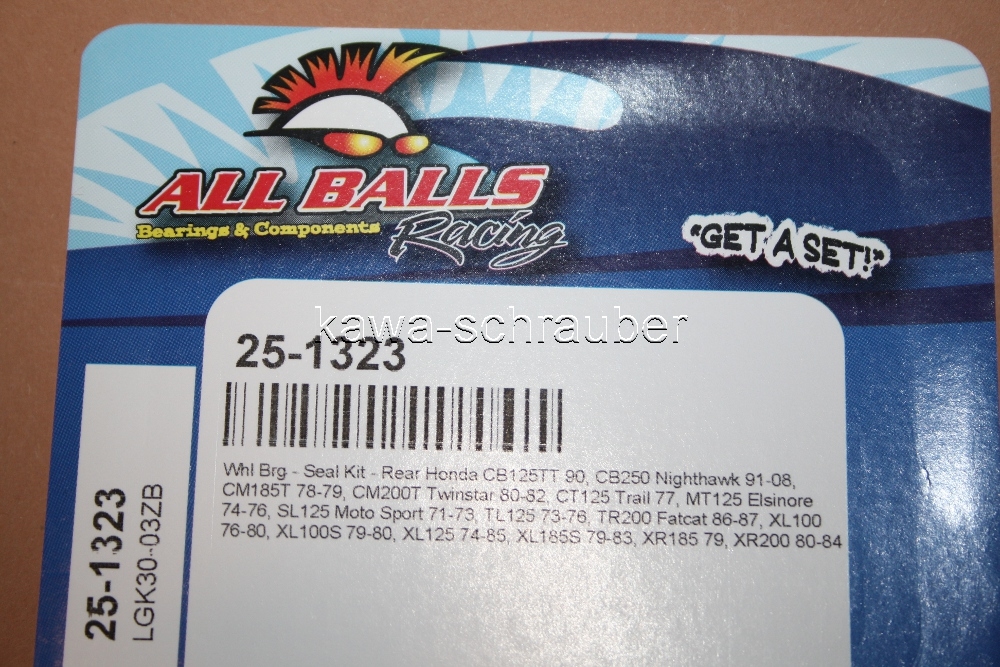 ALL BALLS
Bearings & Components
Racing
"GET A SET!"
kawa-schrauber
25-1323
Whl Brg - Seal Kit - Rear Honda CB125TT 90, CB250 Nighthawk 91-08,
CM185T 78-79, CM200T Twinstar 80-82, CT125 Trail 77, MT125 Elsinore
74-76, SL125 Moto Sport 71-73, TL125 73-76, TR200 Fatcat 86-87, XL100
76-80, XL100S 79-80, XL125 74-85, XL185S 79-83, XR185 79, XR200 80-84
25-1323
LGK30-03ZB